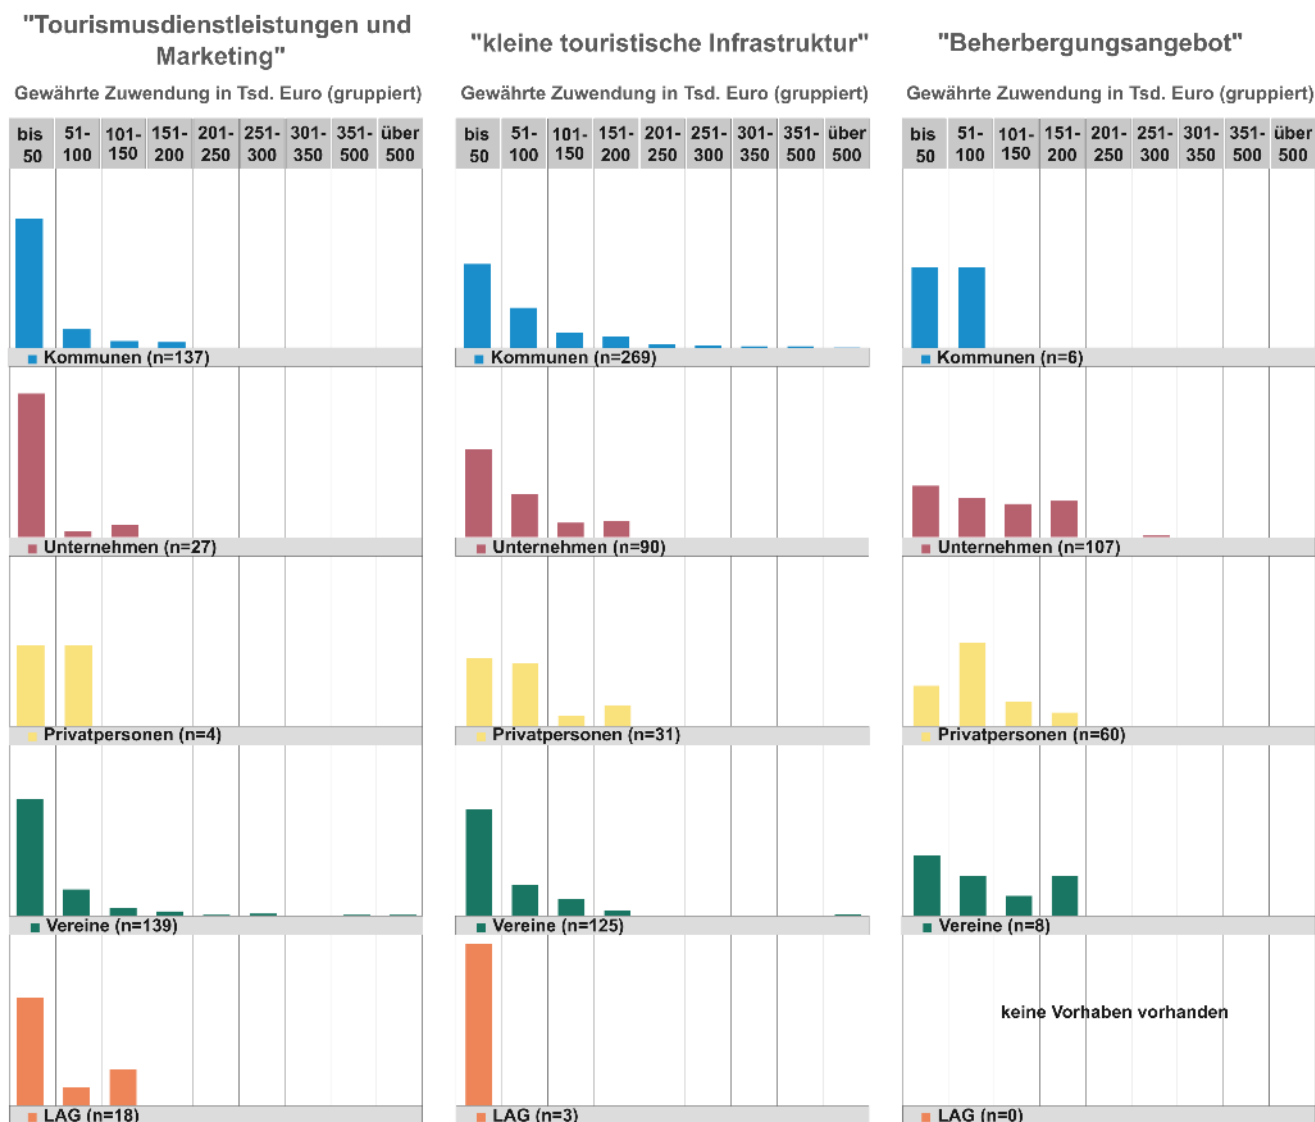 "Tourismusdienstleistungen und
Marketing"
Gewährte Zuwendung in Tsd. Euro (gruppiert)
bis 50 51-100 101-150 151-200 201-250 251-300 301-350 351-500 über 500
Kommunen (n=137)
Unternehmen (n=27)
Privatpersonen (n=4)
Vereine (n=139)
LAG (n=18)
"kleine touristische Infrastruktur"
Gewährte Zuwendung in Tsd. Euro (gruppiert)
bis 50 51-100 101-150 151-200 201-250 251-300 301-350 351-500 über 500
Kommunen (n=269)
Unternehmen (n=90)
Privatpersonen (n=31)
Vereine (n=125)
LAG (n=3)
"Beherbergungsangebot"
Gewährte Zuwendung in Tsd. Euro (gruppiert)
bis 50 51-100 101-150 151-200 201-250 251-300 301-350 351-500 über 500
Kommunen (n=6)
Unternehmen (n=107)
Privatpersonen (n=60)
Vereine (n=8)
keine Vorhaben vorhanden
LAG (n=0)